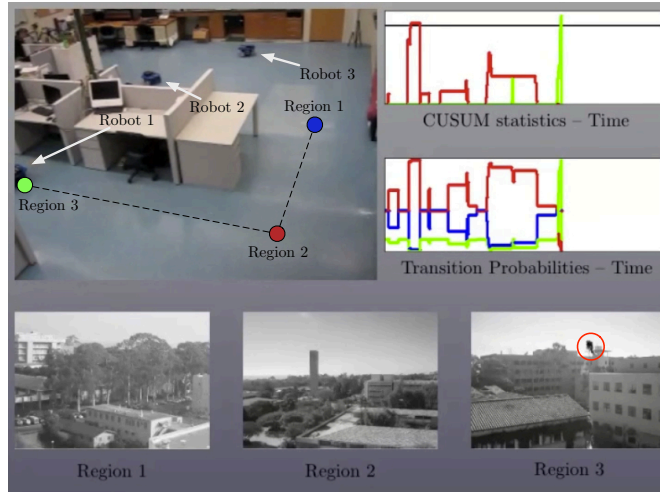 Robot 3
Robot 2
Region 1
Robot 1
Region 3
Region 2
CUSUM statistics – Time
Transition Probabilities – Time
Region 1
Region 2
Region 3